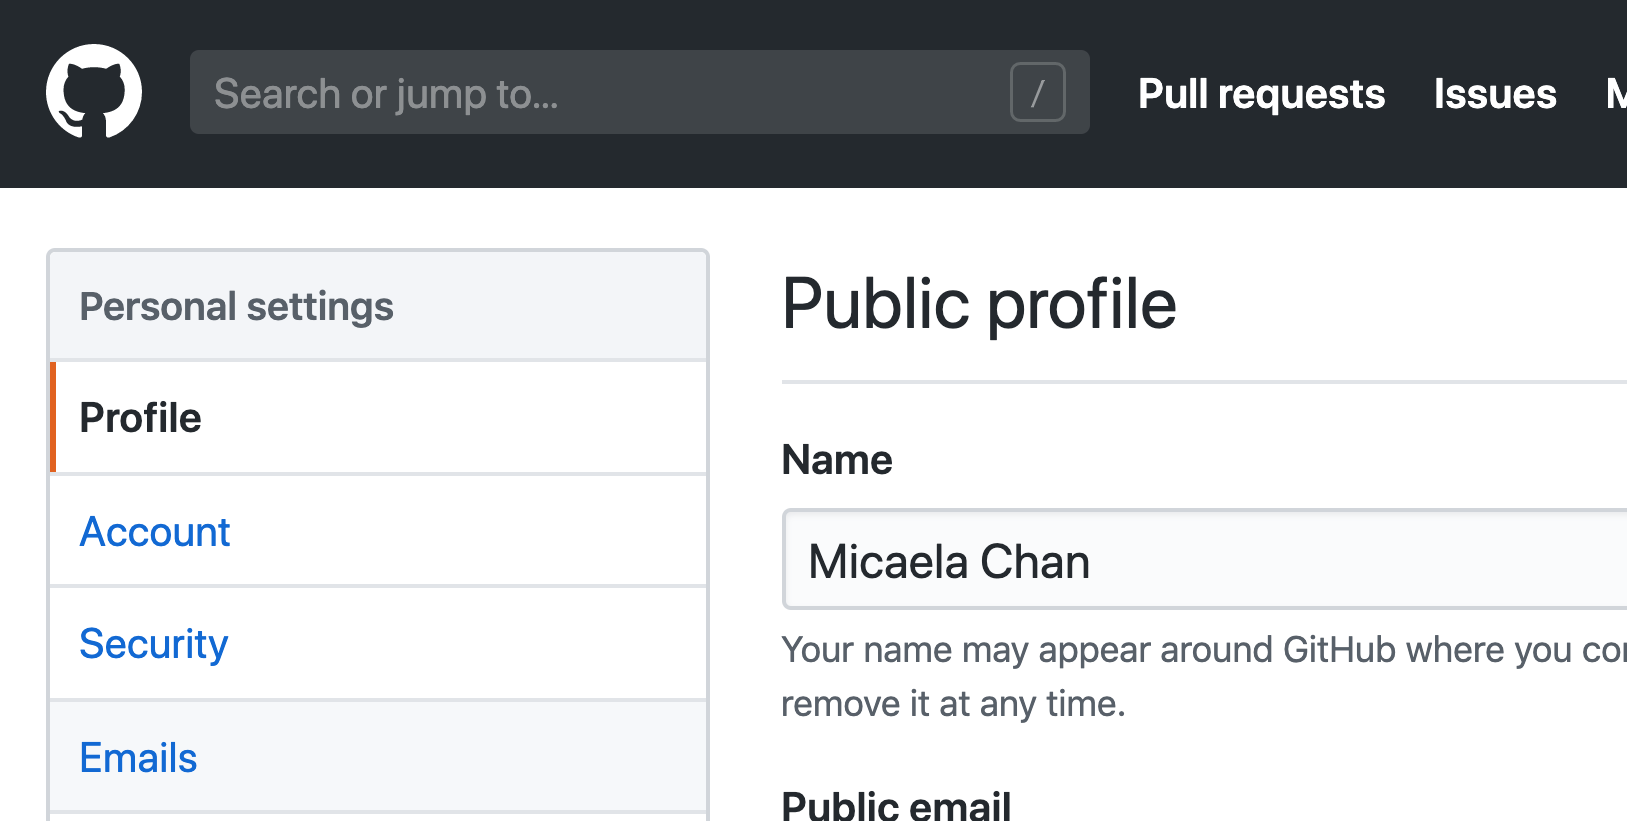 Search or jump to...
/
Pull requests
Issues
Personal settings
Profile
Account
Security
Emails
Public profile
Name
Micaela Chan
Your name may appear around GitHub where you
remove it at any time.
Public email